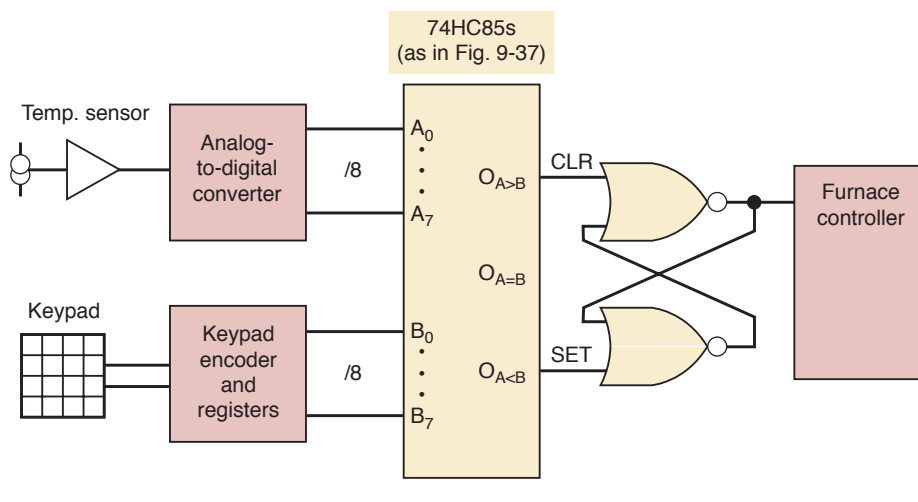 74HC85s
(as in Fig. 9-37)
Temp. sensor
Analog-
to-digital
converter
/8
A0
A7
OA>B
CLR
Furnace
controller
OA=B
Keypad
Keypad
encoder
and
registers
/8
B0
B7
OA<B
SET